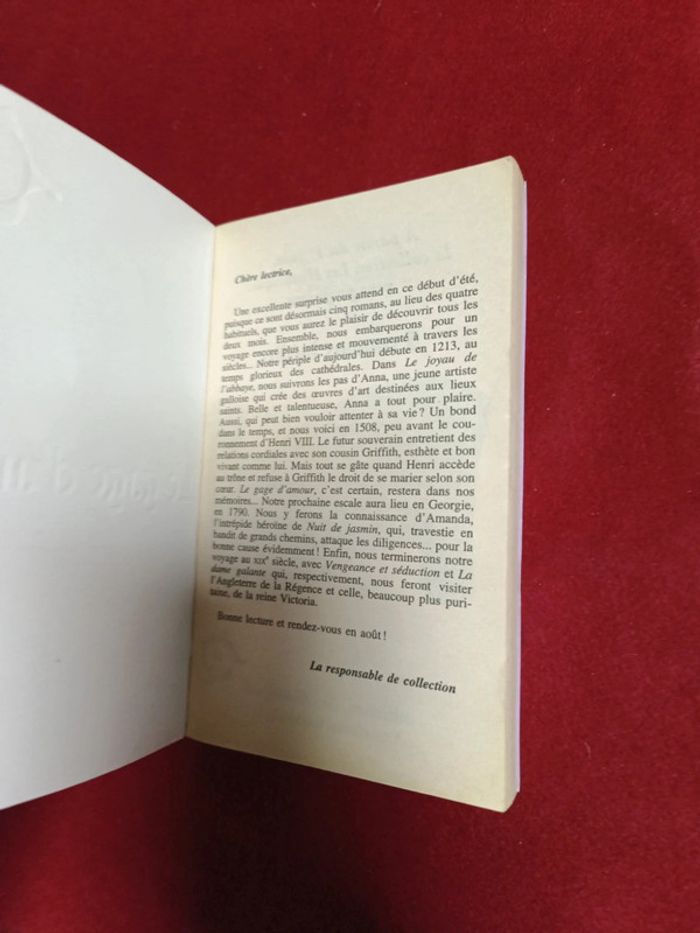 Chère lectrice,
Une excellente surprise vous attend en ce début d'été,
puisque ce sont désormais cinq romans, au lieu des quatre
habituels, que vous aurez le plaisir de découvrir tous les
deux mois. Ensemble, nous embarquerons pour un
voyage encore plus intense et mouvementé à travers les
siècles... Notre périple d'aujourd'hui débute en 1213, au
temps glorieux des cathédrales. Dans Le joyau de
l'abbaye, nous suivrons les pas d'Anna, une jeune artiste
galloise qui crée des œuvres d'art destinées aux lieux
saints. Belle et talentueuse, Anna a tout pour plaire.
Aussi, qui peut bien vouloir attenter à sa vie ? Un bond
dans le temps, et nous voici en 1508, peu avant le cou-
ronnement d'Henri VIII. Le futur souverain entretient des
relations cordiales avec son cousin Griffith, esthète et bon
vivant comme lui. Mais tout se gâte quand Henri accède
au trône et refuse à Griffith le droit de se marier selon son
cœur. Le gage d'amour, c'est certain, restera dans nos
mémoires... Notre prochaine escale aura lieu en Georgie,
en 1790. Nous y ferons la connaissance d'Amanda,
l'intrépide héroïne de Nuit de jasmin, qui, travestie en
bandit de grands chemins, attaque les diligences... pour la
bonne cause évidemment ! Enfin, nous terminerons notre
voyage au XIXe siècle, avec Vengeance et séduction et La
dame galante qui, respectivement, nous feront visiter
l'Angleterre de la Régence et celle, beaucoup plus puri-
taine, de la reine Victoria.
Bonne lecture et rendez-vous en août !
La responsable de collection